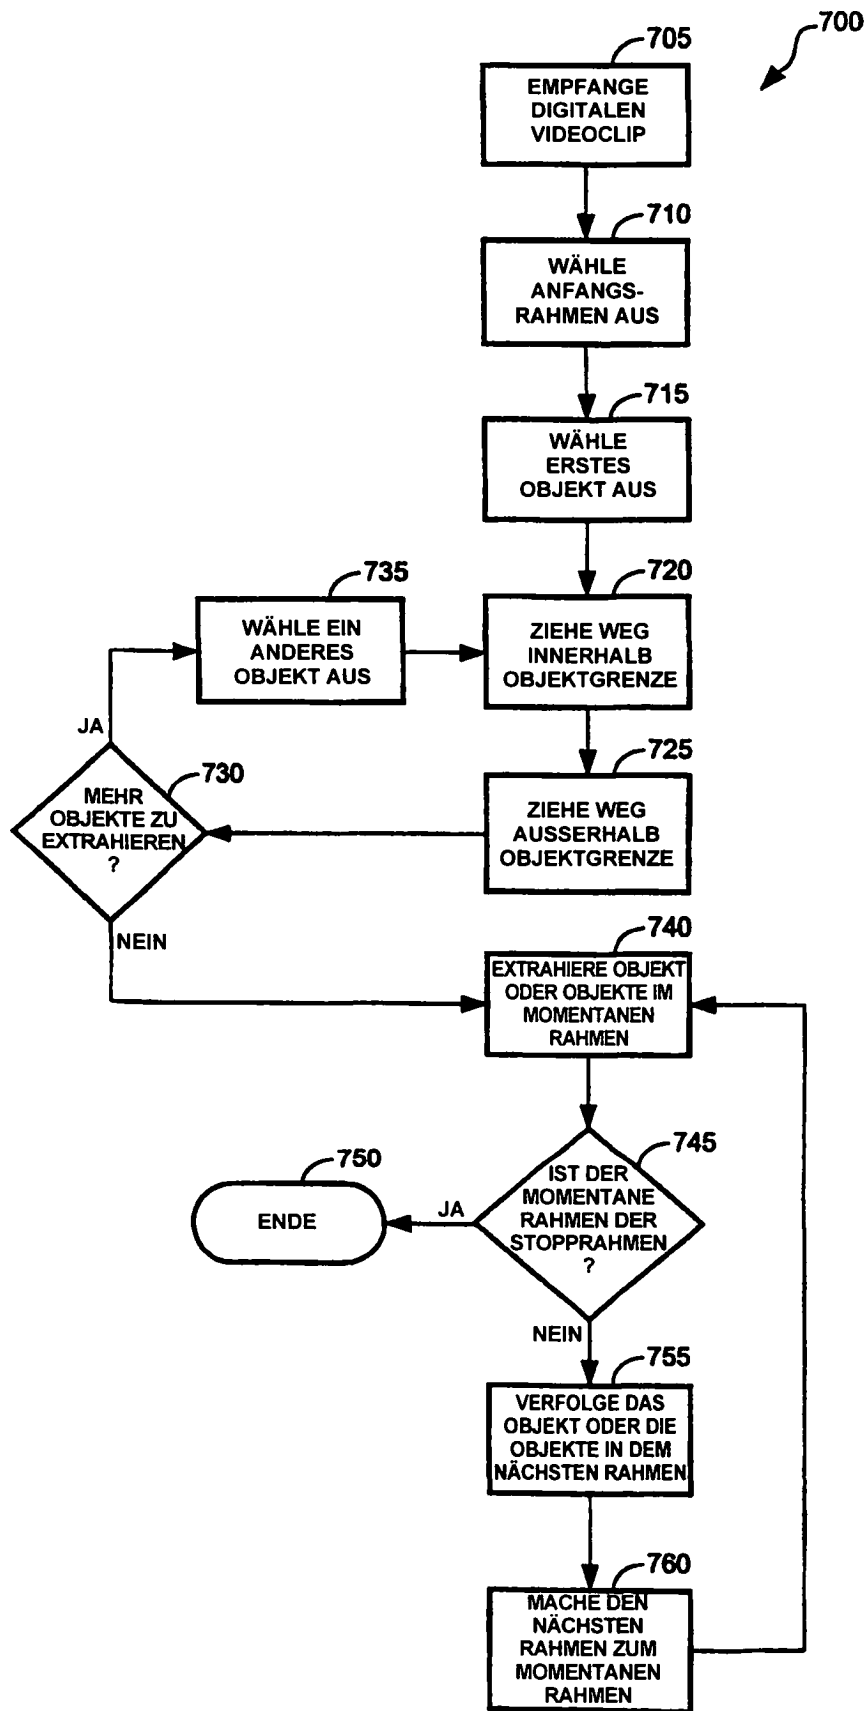 700
705
EMPFANGE
DIGITALEN
VIDEOCLIP
710
WÄHLE
ANFANGS-
RAHMEN AUS
715
WÄHLE
ERSTES
OBJEKT AUS
735
WÄHLE EIN
ANDERES
OBJEKT AUS
720
ZIEHE WEG
INNERHALB
OBJEKTGRENZE
JA
730
MEHR
OBJEKTE ZU
EXTRAHIEREN
?
725
ZIEHE WEG
AUSSERHALB
OBJEKTGRENZE
NEIN
740
EXTRAHIERE OBJEKT
ODER OBJEKTE IM
MOMENTANEN
RAHMEN
745
IST DER
MOMENTANE
RAHMEN DER
STOPPRAHMEN
?
JA
750
ENDE
NEIN
755
VERFOLGE DAS
OBJEKT ODER DIE
OBJEKTE IN DEM
NÄCHSTEN RAHMEN
760
MACHE DEN
NÄCHSTEN
RAHMEN ZUM
MOMENTANEN
RAHMEN